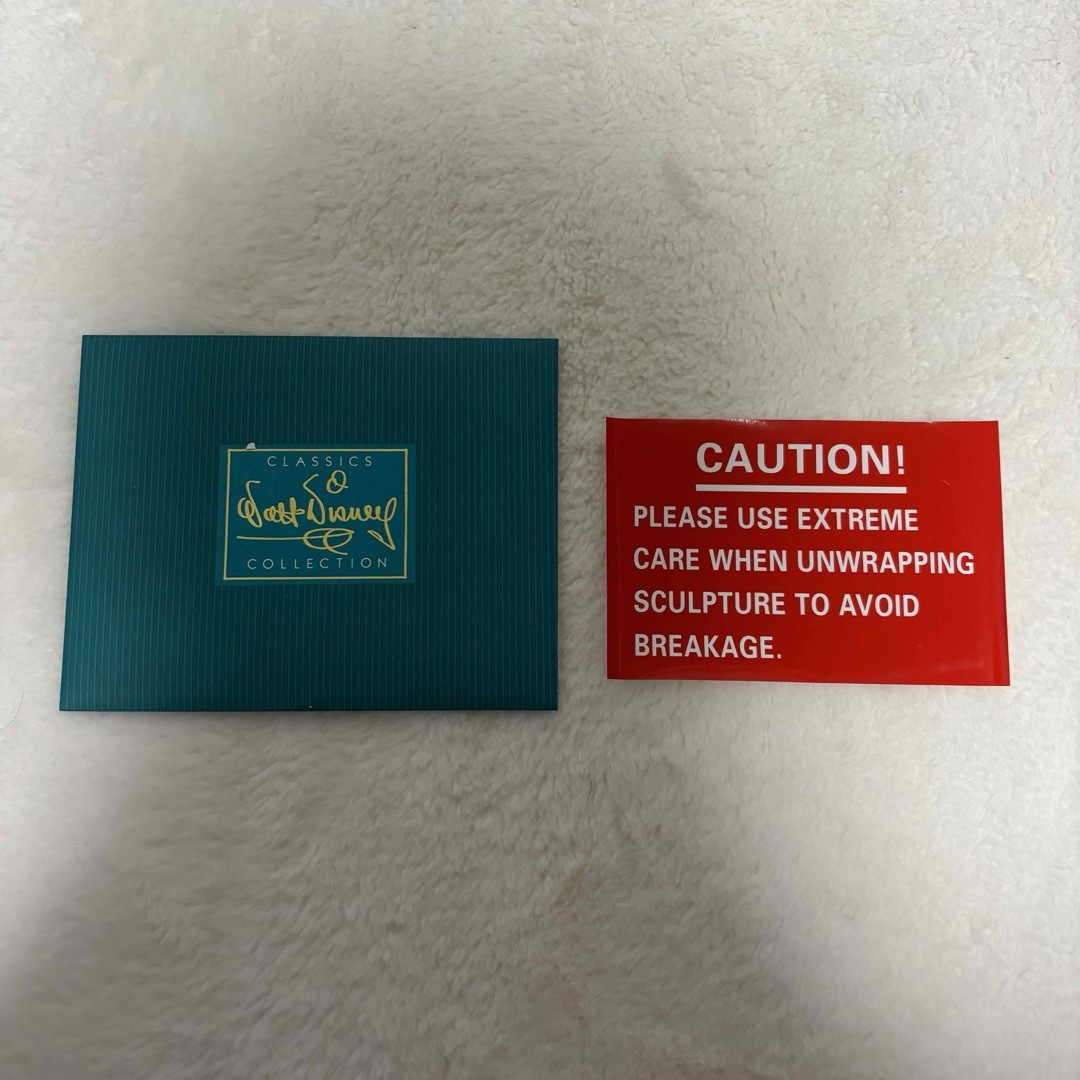 CLASSICS
Walt Disney
COLLECTION
CAUTION!
PLEASE USE EXTREME
CARE WHEN UNWRAPPING
SCULPTURE TO AVOID
BREAKAGE.